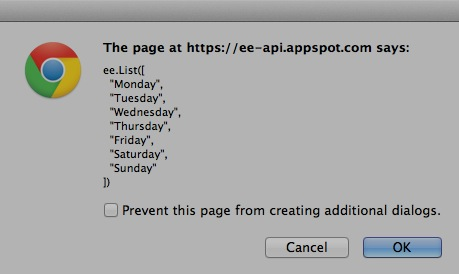 The page at https://ee-api.appspot.com says:
ee.List([
  "Monday",
  "Tuesday",
  "Wednesday",
  "Thursday",
  "Friday",
  "Saturday",
  "Sunday"
])
Prevent this page from creating additional dialogs.
Cancel OK